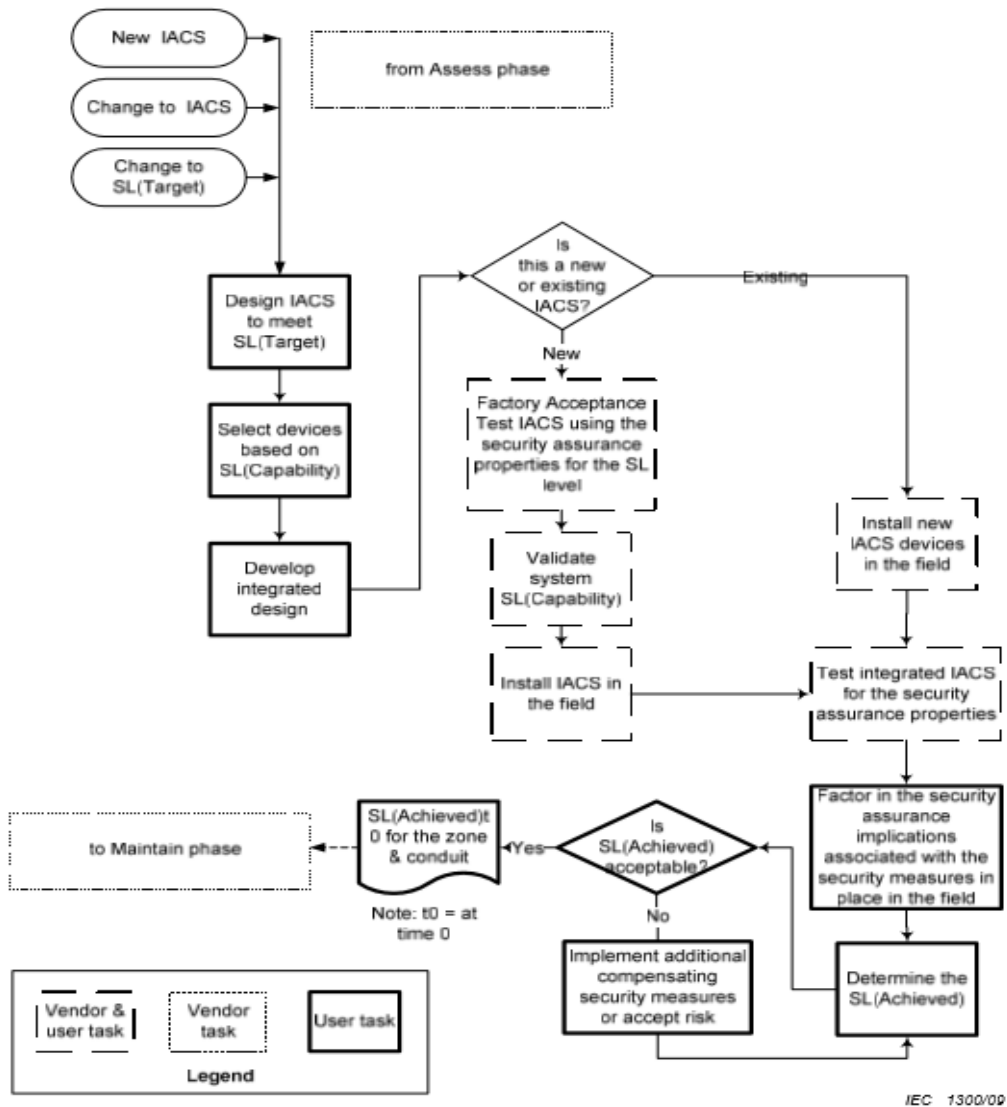 New IACS
from Assess phase
Change to IACS
Change to
SL(Target)
Is
this a new
or existing
IACS?
Existing
New
Design IACS
to meet
SL(Target)
Select devices
based on
SL(Capability)
Develop
integrated
design
Factory Acceptance
Test IACS using the
security assurance
properties for the SL
level
Validate
system
SL(Capability)
Install IACS in
the field
Install new
IACS devices
in the field
Test integrated IACS
for the security
assurance properties
Factor in the security
assurance
implications
associated with the
security measures in
place in the field
Determine the
SL(Achieved)
Is
SL(Achieved)
acceptable?
Yes
No
Implement additional
compensating
security measures
or accept risk
SL(Achieved)t
0 for the zone
& conduit
Note: t0 = at
time 0
to Maintain phase
Vendor &
user task
Vendor
task
User task
Legend
IEC 1300/09